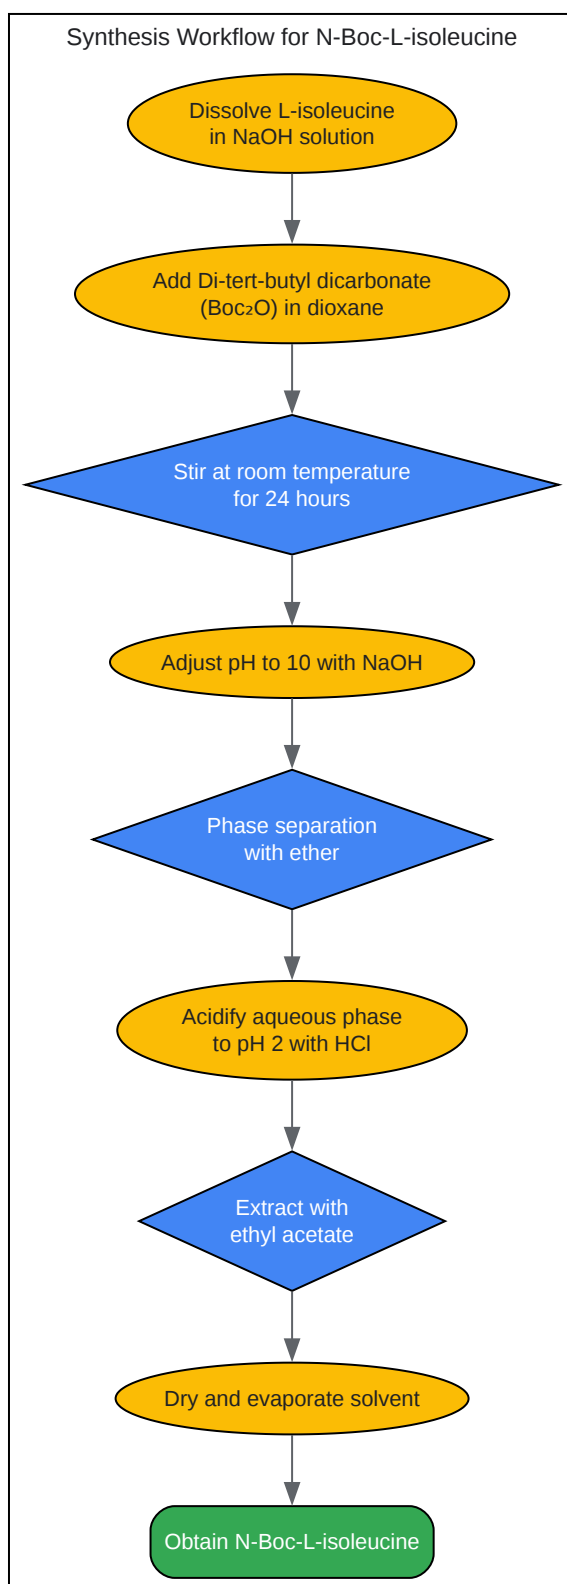 Synthesis Workflow for N-Boc-L-isoleucine
Dissolve L-isoleucine
in NaOH solution
Add Di-tert-butyl dicarbonate
(Boc₂O) in dioxane
Stir at room temperature
for 24 hours
Adjust pH to 10 with NaOH
Phase separation
with ether
Acidify aqueous phase
to pH 2 with HCl
Extract with
ethyl acetate
Dry and evaporate solvent
Obtain N-Boc-L-isoleucine